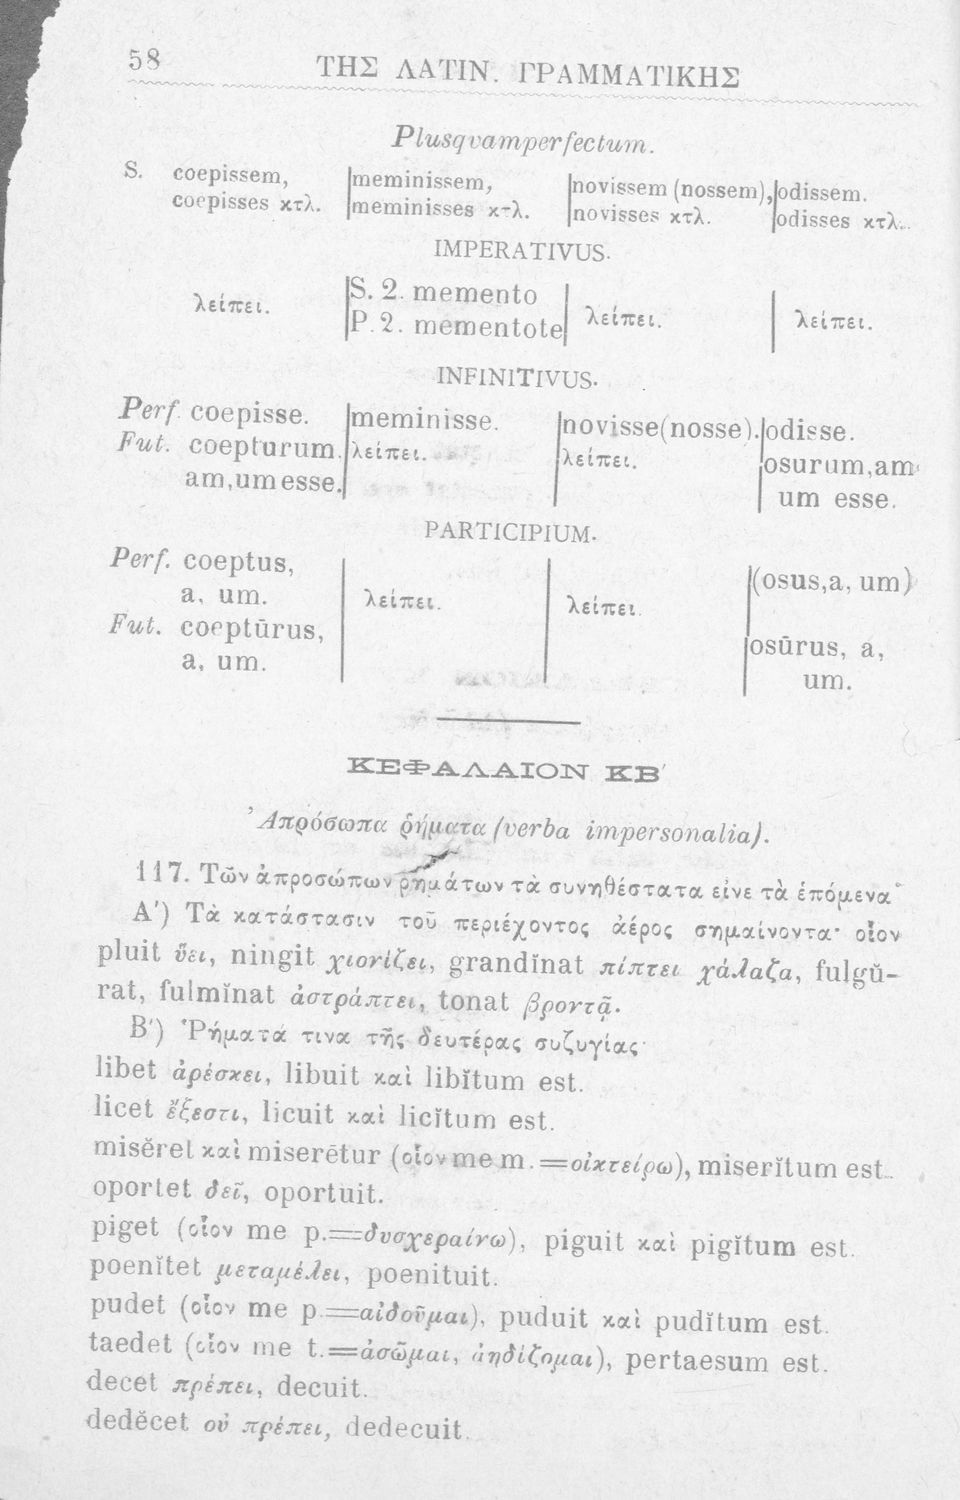 58 ΤΗΣ ΛΑΤΙΝ. ΓΡΑΜΜΑΤΙΚΗΣ
Plusqvamperfectum.
S. coepissem, meminissem, novissem (nossem), odissem.
coepisses κτλ. meminisses κτλ. novisses κτλ. odisses κτλ.
IMPERATIVUS.
λείπει. S. 2. memento λείπει. λείπει.
P. 2. mementote
INFINITIVUS.
Perf. coepisse. meminisse. novisse(nosse). odisse.
Fut. coepturum. λείπει. λείπει. osurum,am
am,um esse. um esse.
PARTICIPIUM.
Perf. coeptus, (osus,a, um)
a, um. λείπει. λείπει.
Fut. coeptūrus, osūrus, a,
a, um. um.
ΚΕΦΑΛΑΙΟΝ ΚΒʹ
Ἀπρόσωπα ῥήματα (verba impersonalia).
117. Τῶν ἀπροσώπων ῥημάτων τὰ συνηθέστατα εἶνε τὰ ἑπόμενα·
Αʹ) Τὰ κατάστασιν τοῦ περιέχοντος ἀέρος σημαίνοντα· οἷον
pluit ὕει, ningit χιονίζει, grandĭnat πίπτει χάλαζα, fulgŭ-
rat, fulmĭnat ἀστράπτει, tonat βροντᾷ.
Βʹ) Ῥήματά τινα τῆς δευτέρας συζυγίας·
libet ἀρέσκει, libuit καὶ libĭtum est.
licet ἔξεστι, licuit καὶ licĭtum est.
misĕret καὶ miserētur (οἷον me m.=οἰκτείρω), miserĭtum est.
oportet δεῖ, oportuit.
piget (οἷον me p.=δυσχεραίνω), piguit καὶ pigĭtum est.
poenĭtet μεταμέλει, poenituit.
pudet (οἷον me p.=αἰδοῦμαι), puduit καὶ pudĭtum est.
taedet (οἷον me t.=ἀσῶμαι, ἀηδίζομαι), pertaesum est.
decet πρέπει, decuit.
dedĕcet οὐ πρέπει, dedecuit.